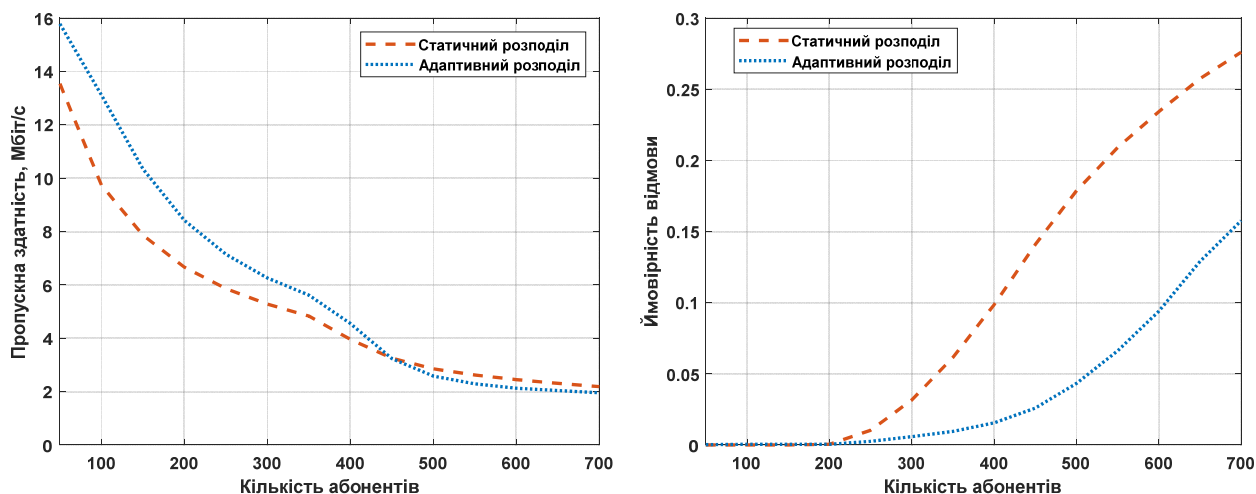 Статичний розподіл
Адаптивний розподіл
Пропускна здатність, Мбіт/с
16
14
12
10
8
6
4
2
0
100 200 300 400 500 600 700
Кількість абонентів
Статичний розподіл
Адаптивний розподіл
Ймовірність відмови
0.3
0.25
0.2
0.15
0.1
0.05
0
100 200 300 400 500 600 700
Кількість абонентів